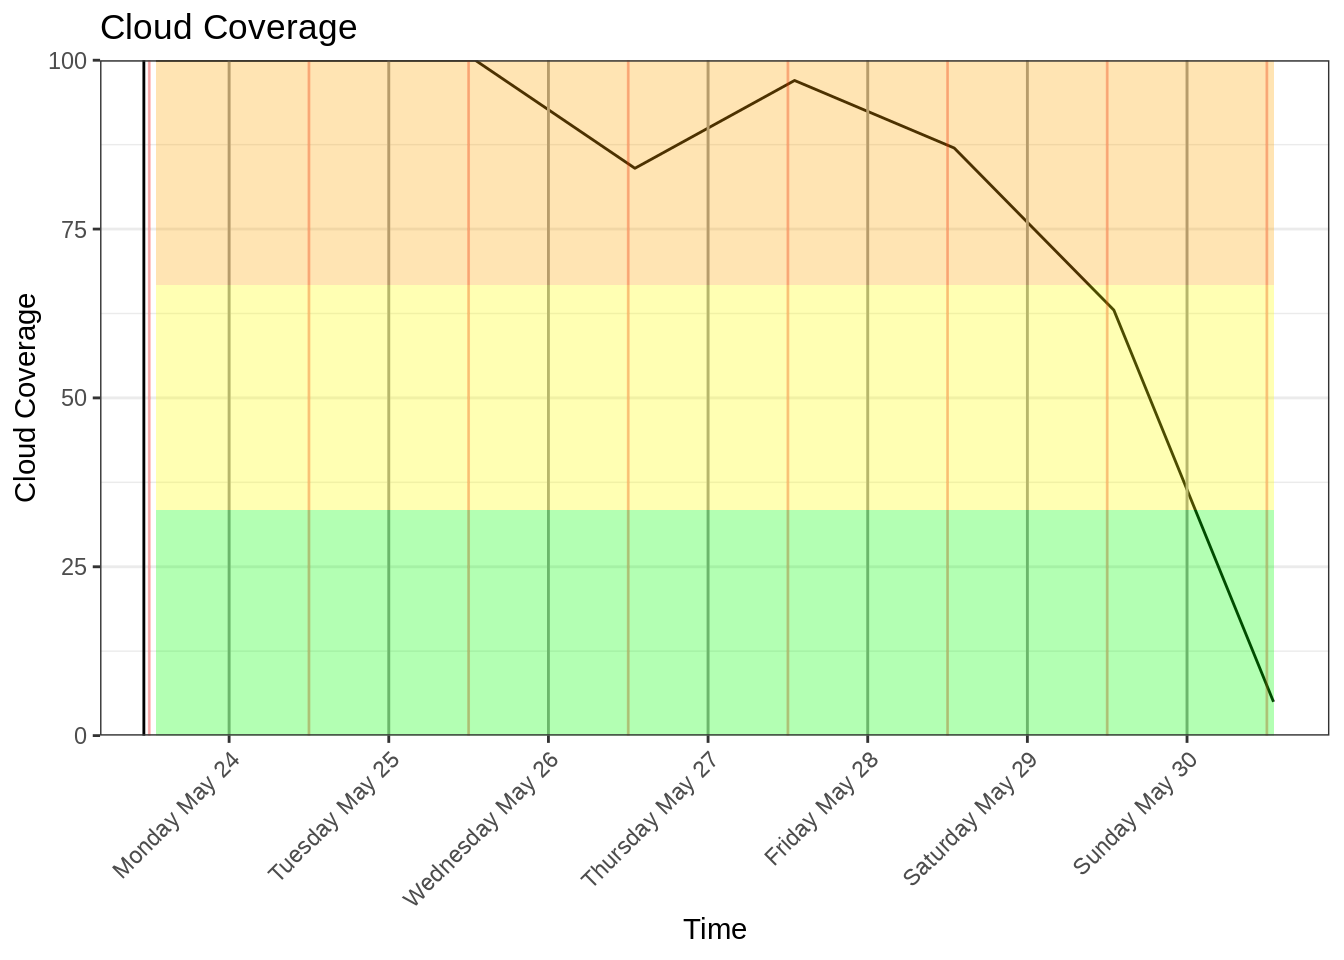 Cloud Coverage
100
75
50
25
0
Cloud Coverage
Monday May 24
Tuesday May 25
Wednesday May 26
Thursday May 27
Friday May 28
Saturday May 29
Sunday May 30
Time